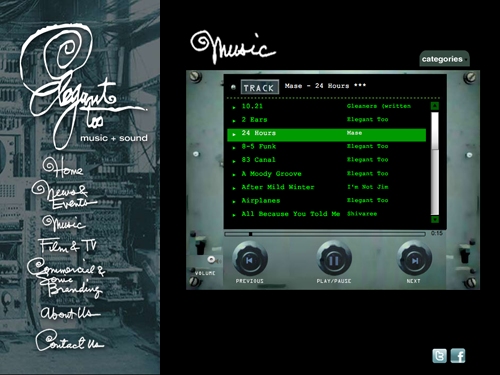 Elegant
too
music + sound
Home
News &
Events
Music
Film & TV
Commercial &
Sonic
Branding
About Us
Contact Us
Music
categories
TRACK
Mase - 24 Hours ***
10.21 Gleaners (written
2 Ears Elegant Too
24 Hours Mase
8-5 Funk Elegant Too
83 Canal Elegant Too
A Moody Groove Elegant Too
After Mild Winter I'm Not Jim
Airplanes Elegant Too
All Because You Told Me Shivaree
0:15
VOLUME
PREVIOUS
PLAY/PAUSE
NEXT